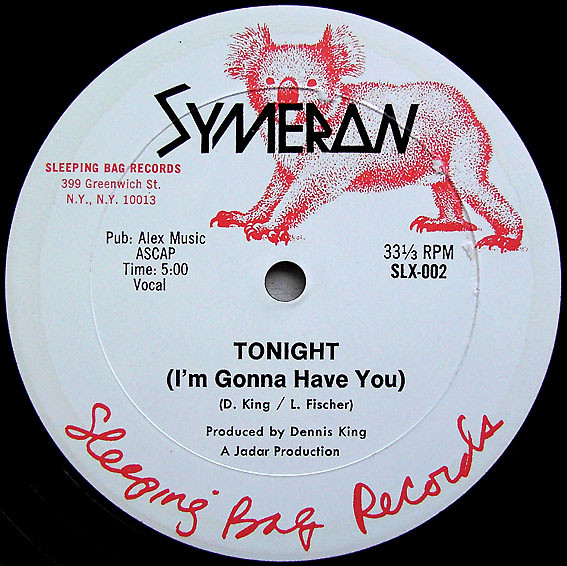 SYMERAN
SLEEPING BAG RECORDS
399 Greenwich St.
N.Y., N.Y. 10013
Pub: Alex Music
ASCAP
Time: 5:00
Vocal
33⅓ RPM
SLX-002
TONIGHT
(I'm Gonna Have You)
(D. King / L. Fischer)
Produced by Dennis King
A Jadar Production
Sleeping Bag Records